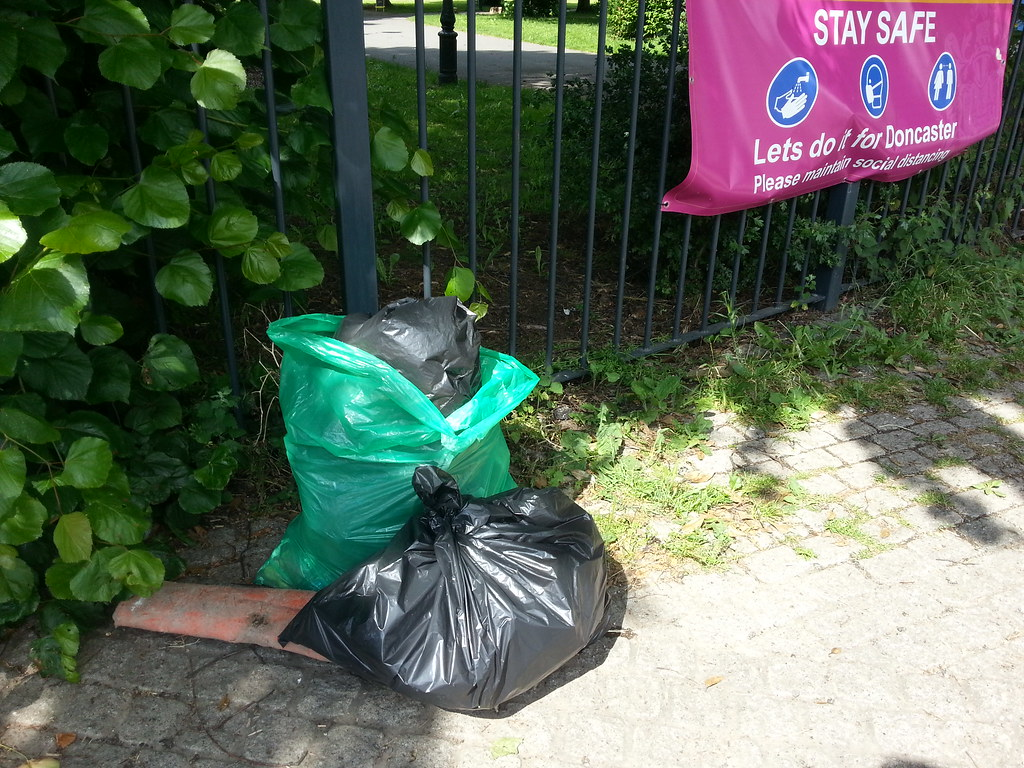 STAY SAFE
Lets do it for Doncaster
Please maintain social distancing